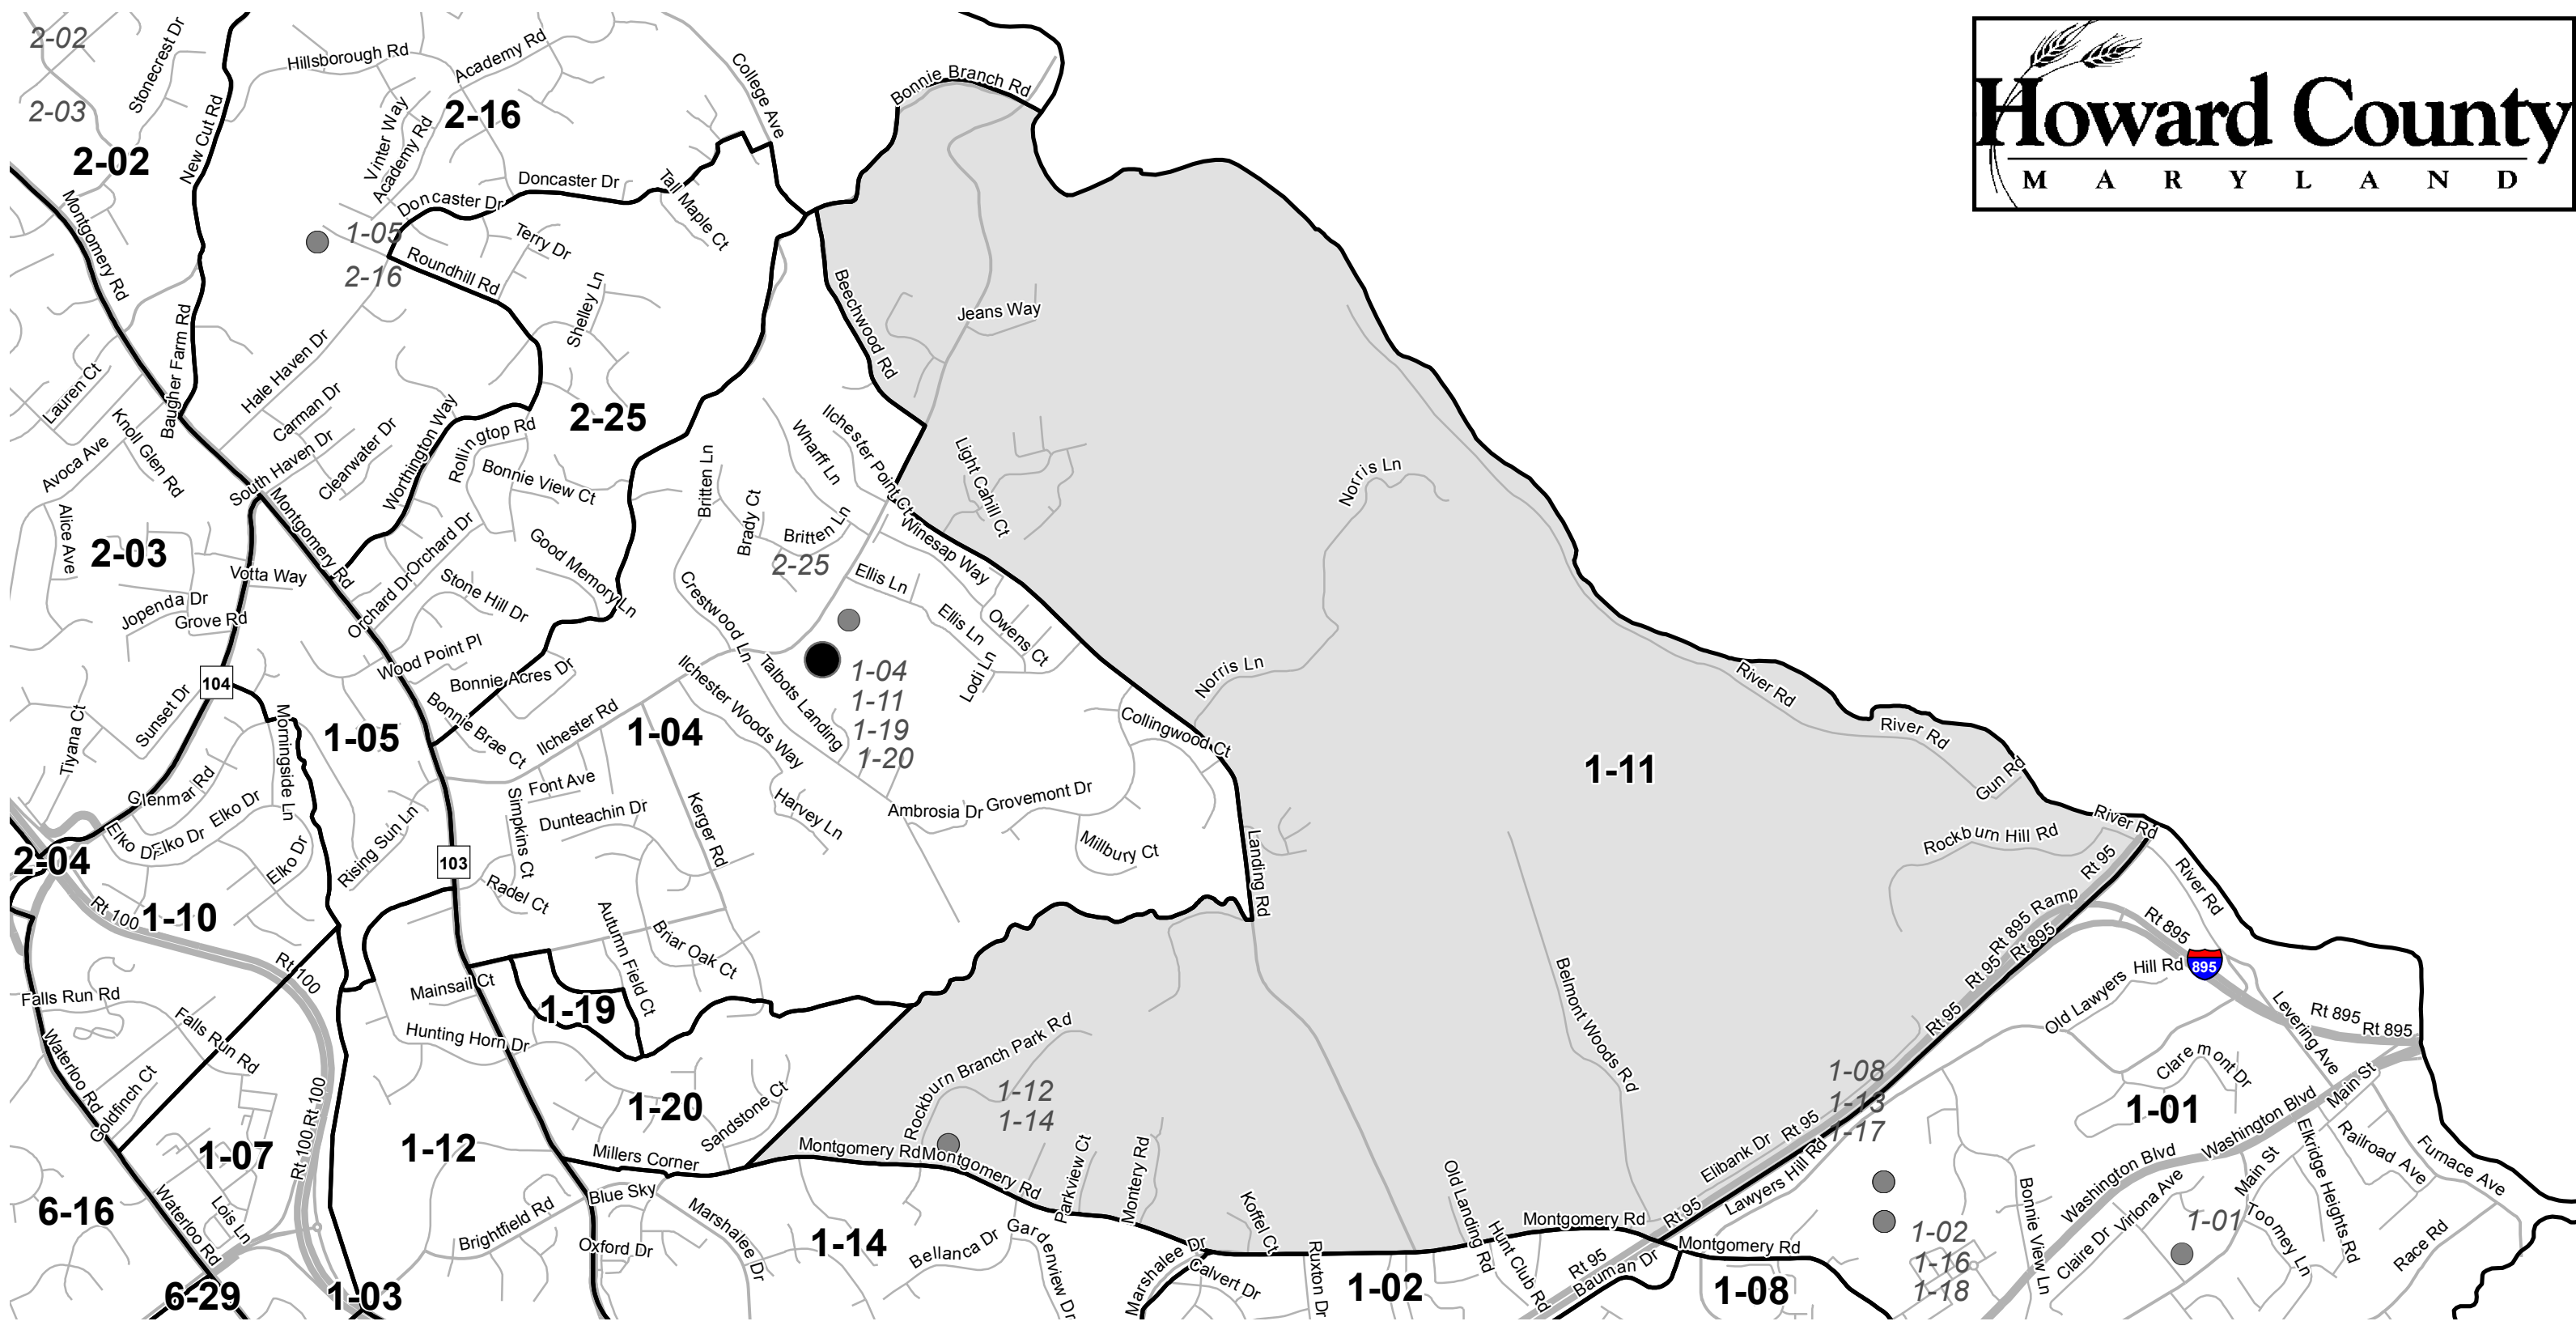 2-02
Stonecrest Dr
Hillsborough Rd
Academy Rd
College Ave
Bonnie Branch Rd
Howard County
MARYLAND
2-03
New Cut Rd
2-16
Academy Rd
2-02
Doncaster Dr
Doncaster Dr
Tall Maple Ct
Montgomery Rd
1-05
2-16
Terry Dr
Roundhill Rd
Shelley Ln
Beechwood Rd
Jeans Way
Baugher Farm Rd
Hale Haven Dr
Lauren Ct
Carman Dr
Knoll Glen Rd
2-25
Avoca Ave
South Haven Dr
Clearwater Dr
Worthington Way
Rollingtop Rd
Bonnie View Ct
Britten Ln
Wharff Ln
Ilchester Point Ct
Light Cahill Ct
Norris Ln
Alice Ave
2-03
Montgomery Rd
Orchard Dr
Orchard Dr
Good Memory Ln
Brady Ct
Britten Ln
Winesap Way
2-25
Ellis Ln
Votta Way
Jopenda Dr
Grove Rd
Stone Hill Dr
Crestwood Ln
Ellis Ln
Owens Ct
Wood Point Pl
Bonnie Acres Dr
Lodi Ln
Norris Ln
104
Sunset Dr
Tiyana Ct
Morningside Ln
1-05
Bonnie Brae Ct
Ilchester Rd
1-04
Ilchester Woods Way
Talbots Landing
1-04
1-11
1-19
1-20
Collingwood Ct
River Rd
River Rd
Gun Rd
1-11
Glenmar Rd
Elko Dr
Elko Dr
Elko Dr
Elko Dr
Rising Sun Ln
Font Ave
Dunteachin Dr
Simpkins Ct
Kerger Rd
Harvey Ln
Ambrosia Dr
Grovemont Dr
Millbury Ct
Landing Rd
Rockburn Hill Rd
River Rd
River Rd
2-04
103
Radel Ct
Rt 100
1-10
Autumn Field Ct
Briar Oak Ct
Rt 95
Rt 895 Ramp
Rt 895
Rt 95
Rt 95
Rt 895
Hill Rd
895
Old Lawyers
Levering Ave
Rt 895
Rt 895
Rt 100
Falls Run Rd
Falls Run Rd
Mainsail Ct
Hunting Horn Dr
1-19
Belmont Woods Rd
Waterloo Rd
Goldfinch Ct
Rt 100
Rt 100
1-20
Sandstone Ct
Rockburn Branch Park Rd
1-12
1-14
1-08
1-13
1-17
Claremont Dr
Main St
1-01
Washington Blvd
1-07
1-12
Millers Corner
Montgomery Rd
Montgomery Rd
Parkview Ct
Montery Rd
Elibank Dr
Rt 95
Lawyers Hill Rd
Washington Blvd
Main St
Elkridge Heights Rd
Railroad Ave
Furnace Ave
6-16
Waterloo Rd
Lois Ln
Brightfield Rd
Blue Sky
Oxford Dr
Marshalee Dr
1-14
Bellanca Dr
Gardenview Dr
Marshalee Dr
Calvert Dr
Koffel Ct
Ruxton Dr
1-02
Old Landing Rd
Hunt Club Rd
Montgomery Rd
Rt 95
Rt 95
Bauman Dr
Montgomery Rd
1-08
1-02
1-16
1-18
Bonnie View Ln
Claire Dr
Virlona Ave
1-01
Toomey Ln
Race Rd
6-29
1-03